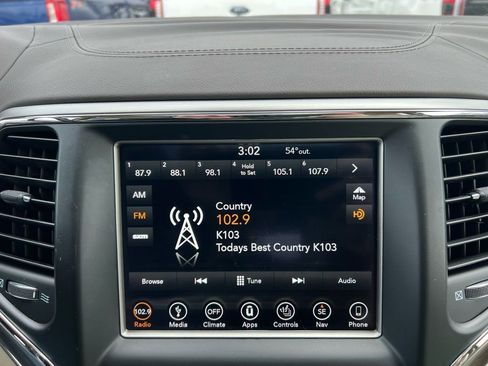 3:02 54°out.
1 2 3 4 5 6
87.9 88.1 98.1 Hold to Set 105.1 107.9
AM
FM
sxm
Country
102.9
K103
Todays Best Country K103
Map
HD
Browse Tune Audio
102.9 OFF SE
Radio Media Climate Apps Controls Nav Phone